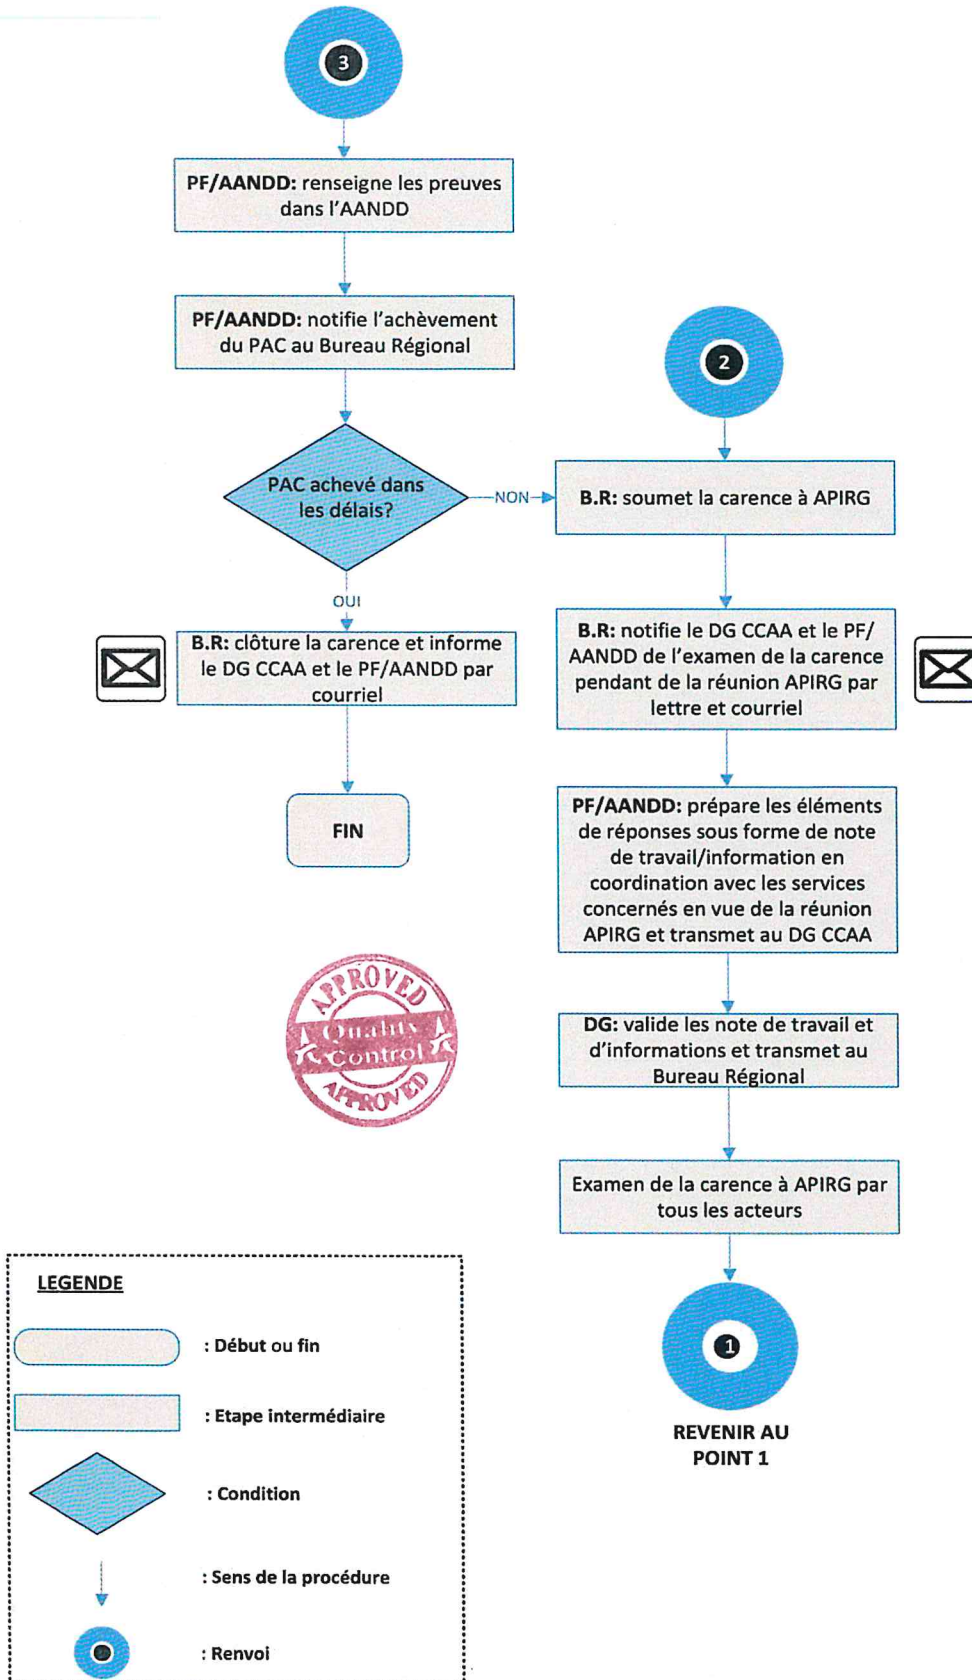 3
PF/AANDD: renseigne les preuves
dans l'AANDD
PF/AANDD: notifie l'achèvement
du PAC au Bureau Régional
PAC achevé dans
les délais?
NON
OUI
B.R: clôture la carence et informe
le DG CCAA et le PF/AANDD par
courriel
FIN
2
B.R: soumet la carence à APIRG
B.R: notifie le DG CCAA et le PF/
AANDD de l'examen de la carence
pendant de la réunion APIRG par
lettre et courriel
PF/AANDD: prépare les éléments
de réponses sous forme de note
de travail/information en
coordination avec les services
concernés en vue de la réunion
APIRG et transmet au DG CCAA
DG: valide les note de travail et
d'informations et transmet au
Bureau Régional
Examen de la carence à APIRG par
tous les acteurs
1
REVENIR AU
POINT 1
APPROVED
Quality
Control
APPROVED
LEGENDE
: Début ou fin
: Etape intermédiaire
: Condition
: Sens de la procédure
: Renvoi